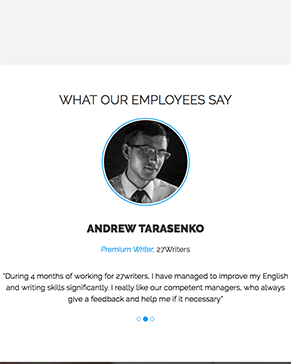 WHAT OUR EMPLOYEES SAY
ANDREW TARASENKO
Premium Writer, 27Writers
"During 4 months of working for 27writers, I have managed to improve my English
and writing skills significantly. I really like our competent managers, who always
give a feedback and help me if it necessary"